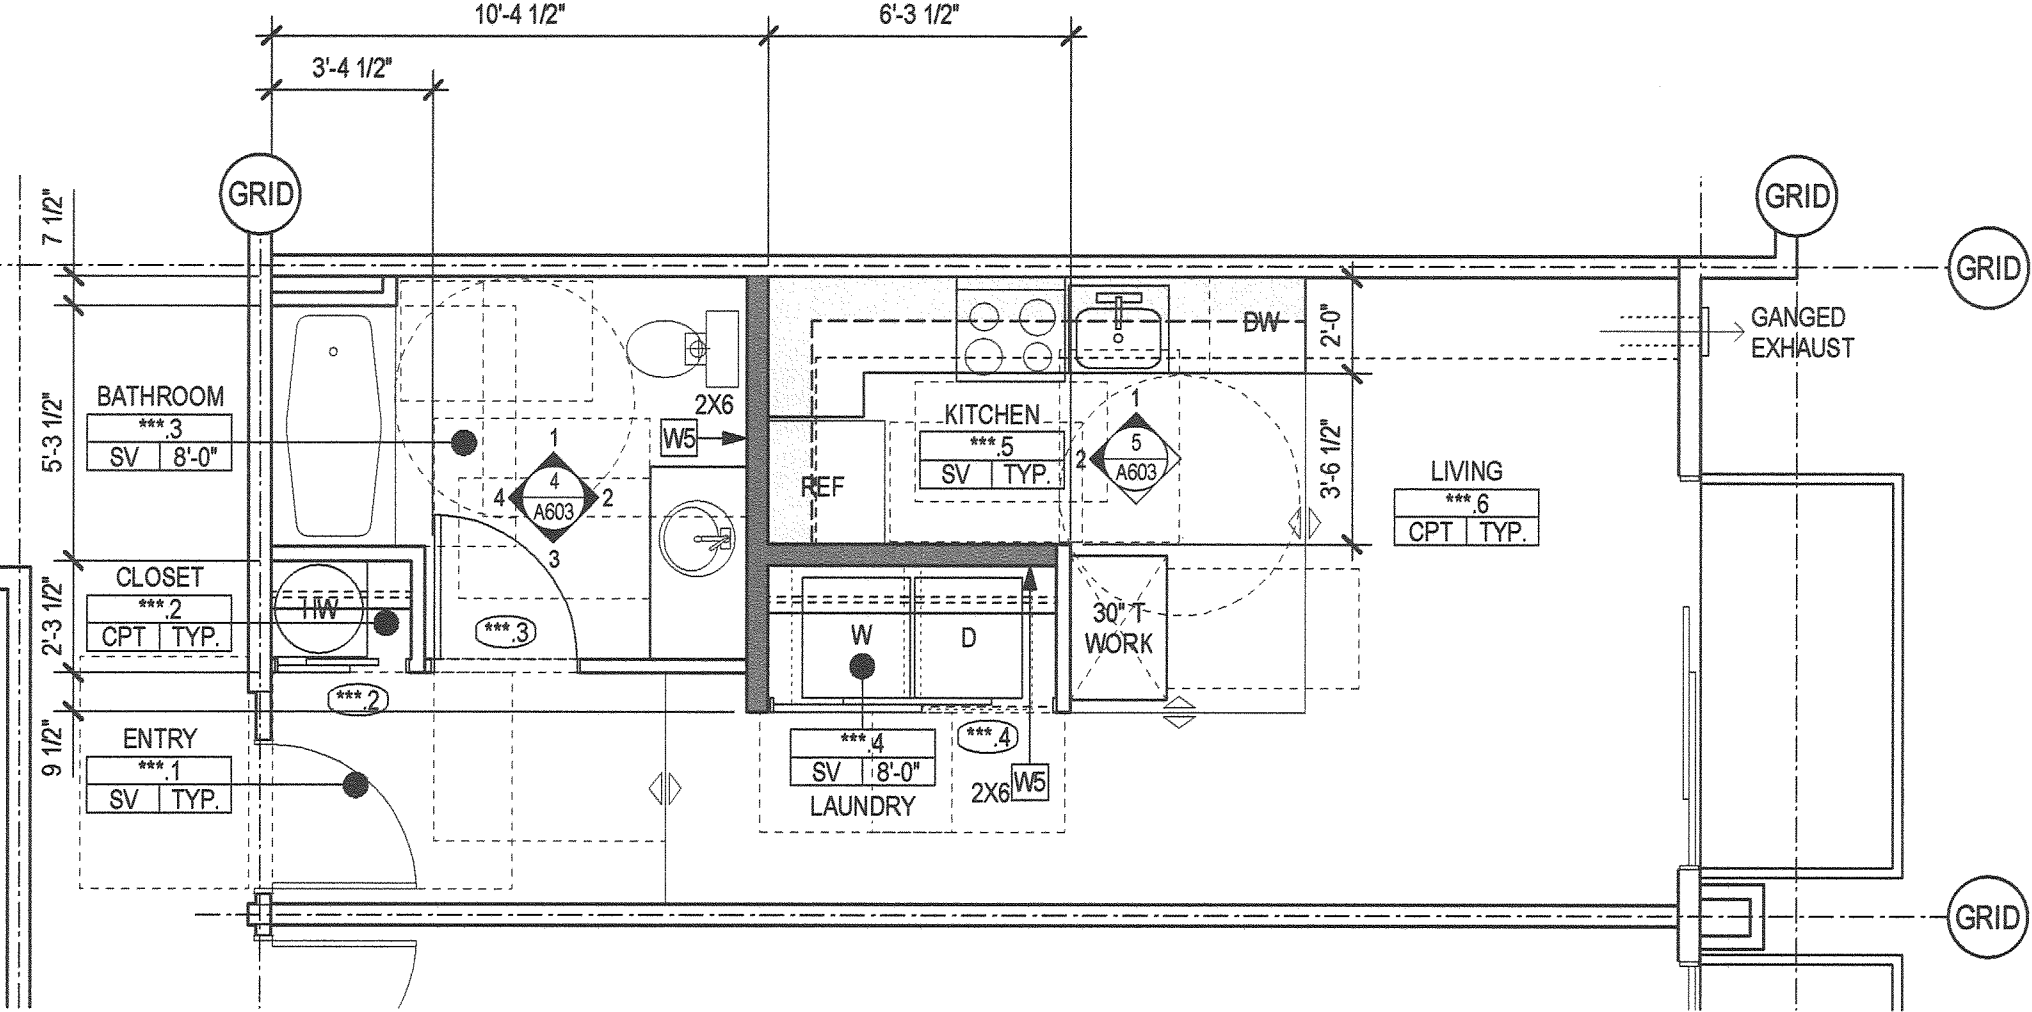 10'-4 1/2"
6'-3 1/2"
3'-4 1/2"
GRID
GRID
GRID
7 1/2"
5'-3 1/2"
2'-3 1/2"
9 1/2"
BATHROOM
***.3
SV 8'-0"
CLOSET
***.2
CPT TYP.
ENTRY
***.1
SV TYP.
HW
***.2
***.3
1
4
4
A603
2
3
2X6
W5
REF
KITCHEN
***.5
SV TYP.
1
2
5
A603
DW
2'-0"
3'-6 1/2"
GANGED
EXHAUST
LIVING
***.6
CPT TYP.
30" T
WORK
W
D
***.4
SV 8'-0"
LAUNDRY
***.4
2X6
W5
GRID